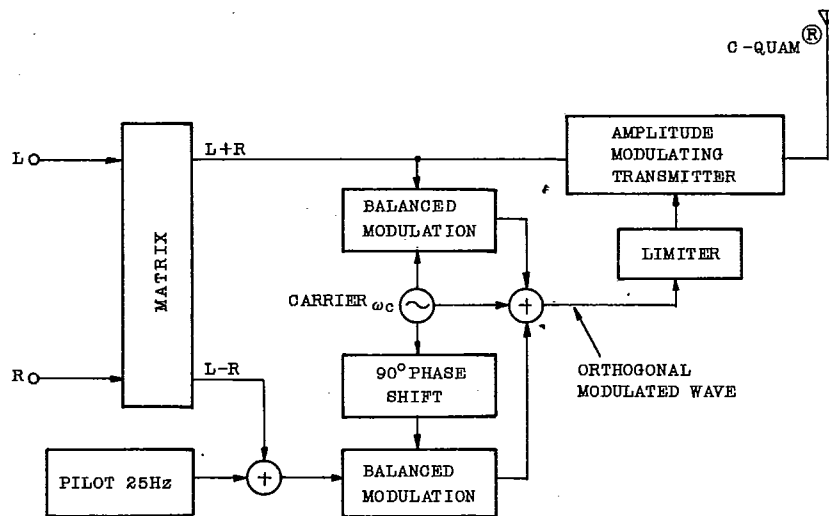 C-QUAM®
L
MATRIX
L+R
AMPLITUDE
MODULATING
TRANSMITTER
BALANCED
MODULATION
LIMITER
CARRIER ωC
+
R
L-R
90° PHASE
SHIFT
ORTHOGONAL
MODULATED WAVE
PILOT 25Hz
+
BALANCED
MODULATION